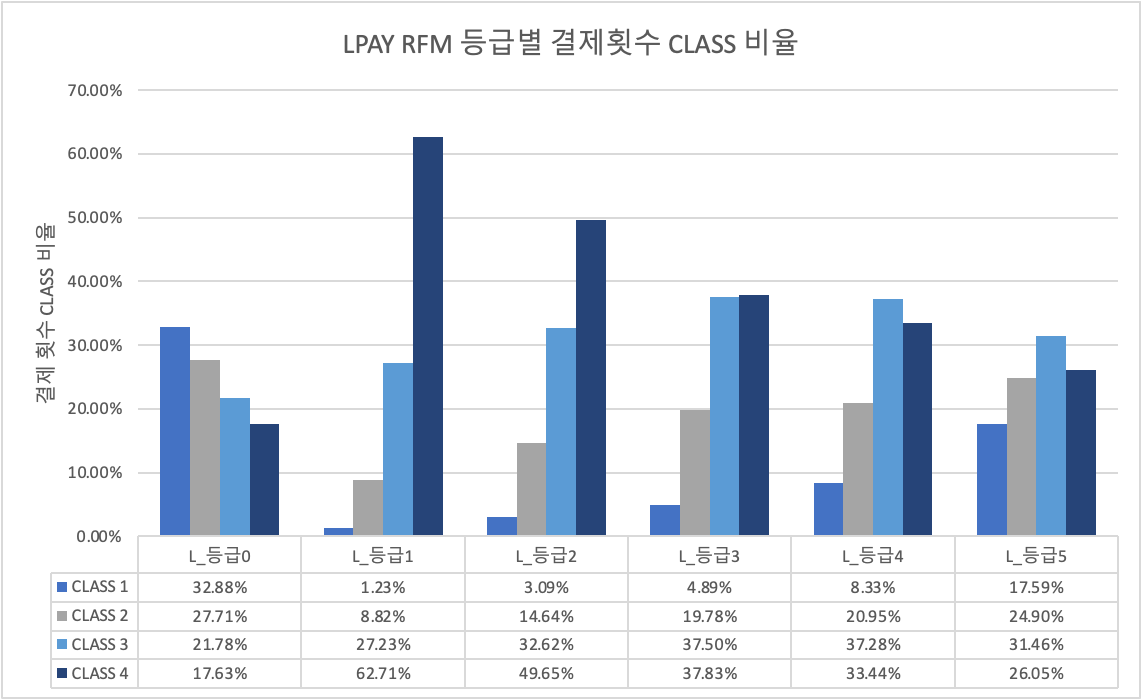 LPAY RFM 등급별 결제횟수 CLASS 비율
결제 횟수 CLASS 비율
70.00%
60.00%
50.00%
40.00%
30.00%
20.00%
10.00%
0.00%
L_등급0 L_등급1 L_등급2 L_등급3 L_등급4 L_등급5
CLASS 1 32.88% 1.23% 3.09% 4.89% 8.33% 17.59%
CLASS 2 27.71% 8.82% 14.64% 19.78% 20.95% 24.90%
CLASS 3 21.78% 27.23% 32.62% 37.50% 37.28% 31.46%
CLASS 4 17.63% 62.71% 49.65% 37.83% 33.44% 26.05%